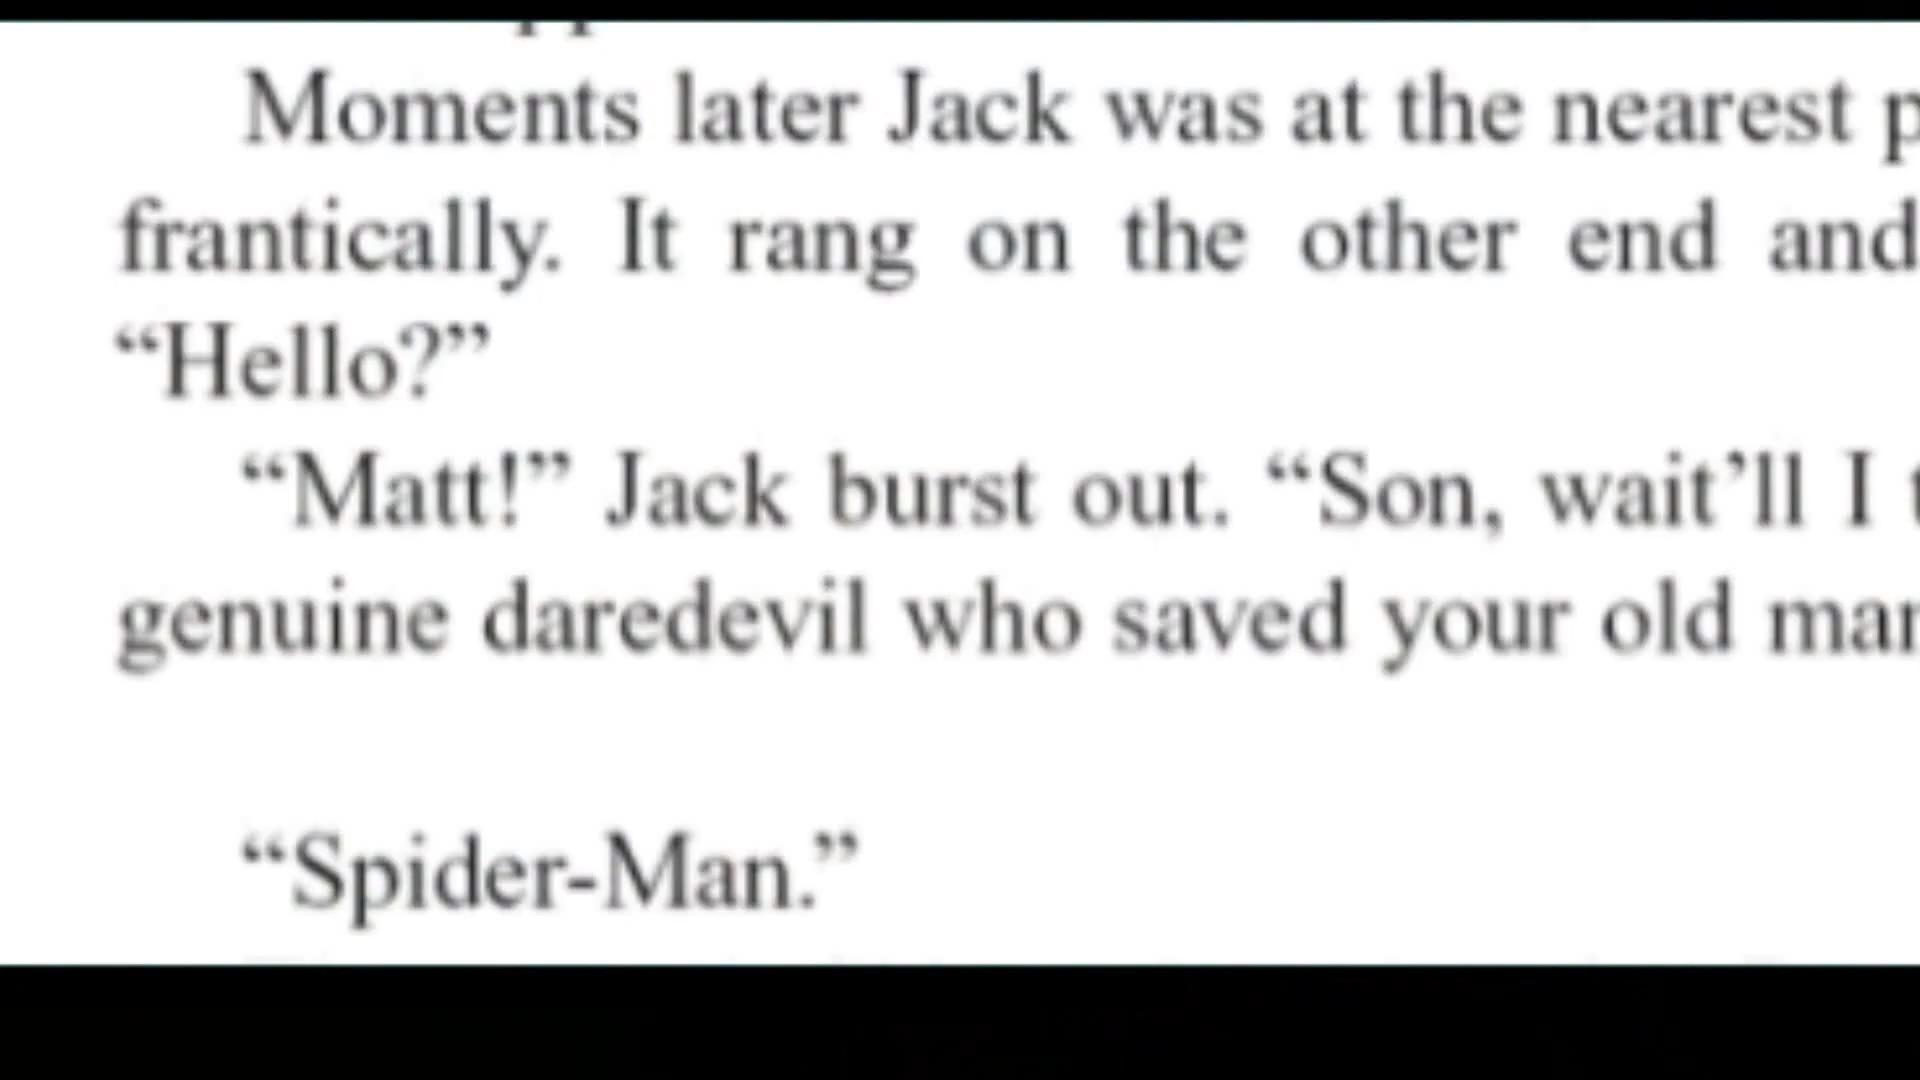 Moments later Jack was at the nearest
frantically. It rang on the other end and
“Hello?”
“Matt!” Jack burst out. “Son, wait’ll I
genuine daredevil who saved your old
“Spider-Man.”